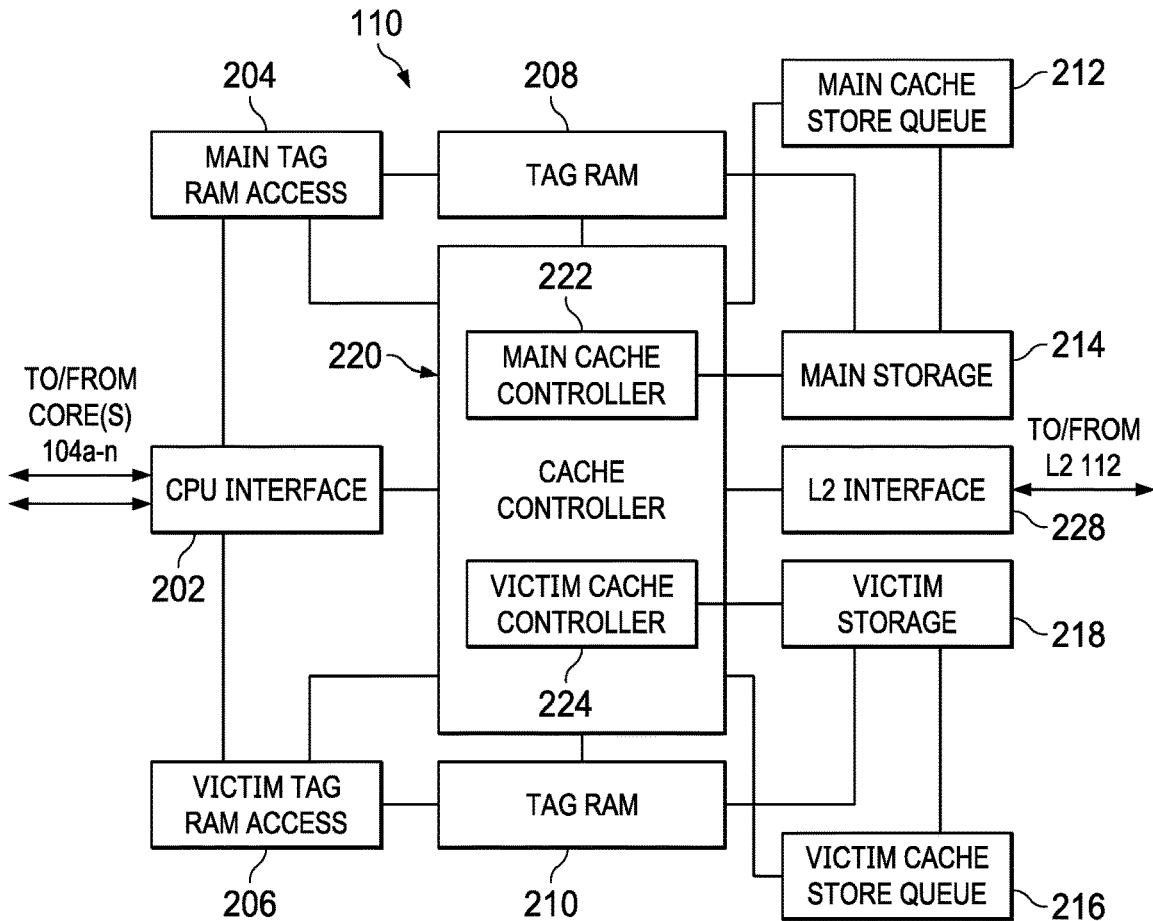 110
204
208
212
MAIN TAG
RAM ACCESS
TAG RAM
MAIN CACHE
STORE QUEUE
222
220
MAIN CACHE
CONTROLLER
MAIN STORAGE
214
TO/FROM
CORE(S)
104a-n
CPU INTERFACE
202
CACHE
CONTROLLER
L2 INTERFACE
TO/FROM
L2 112
228
VICTIM CACHE
CONTROLLER
224
VICTIM
STORAGE
218
VICTIM TAG
RAM ACCESS
206
TAG RAM
210
VICTIM CACHE
STORE QUEUE
216